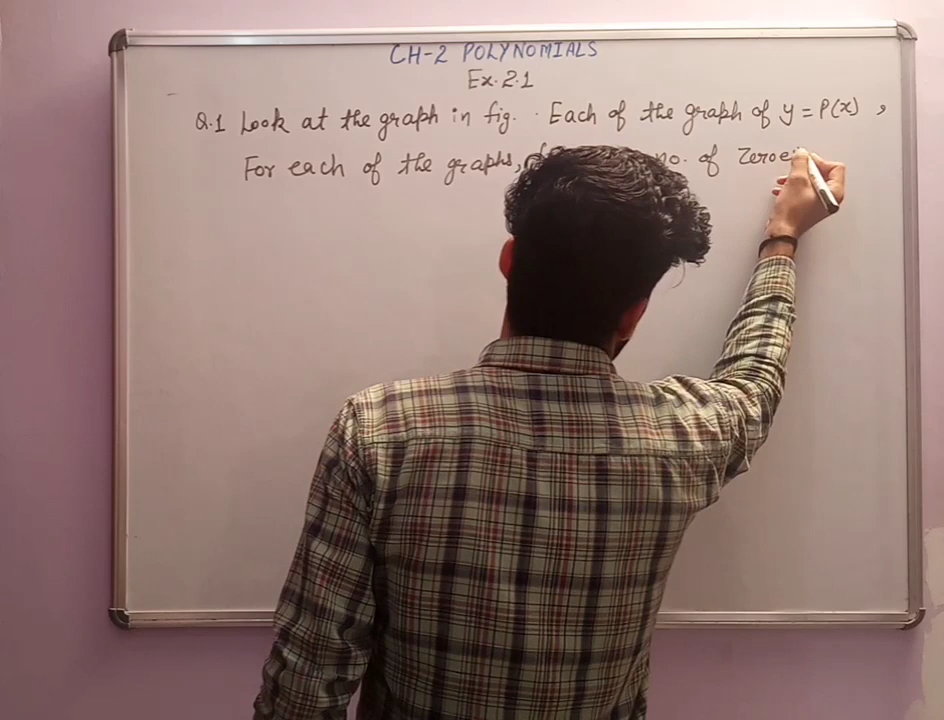 CH-2 POLYNOMIALS
Ex. 2.1
Q.1 Look at the graph in fig. Each of the graph of y = P(x) ,
For each of the graphs, no. of Zeroe